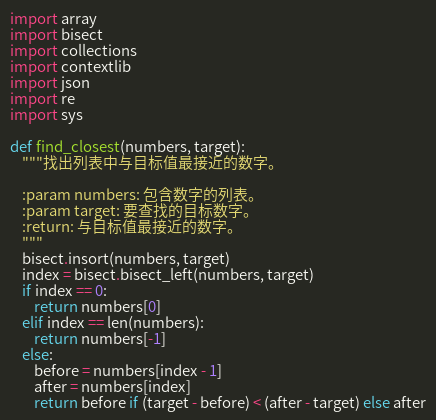 import array
import bisect
import collections
import contextlib
import json
import re
import sys

def find_closest(numbers, target):
    """找出列表中与目标值最接近的数字。

    :param numbers: 包含数字的列表。
    :param target: 要查找的目标数字。
    :return: 与目标值最接近的数字。
    """
    bisect.insort(numbers, target)
    index = bisect.bisect_left(numbers, target)
    if index == 0:
        return numbers[0]
    elif index == len(numbers):
        return numbers[-1]
    else:
        before = numbers[index - 1]
        after = numbers[index]
        return before if (target - before) < (after - target) else after